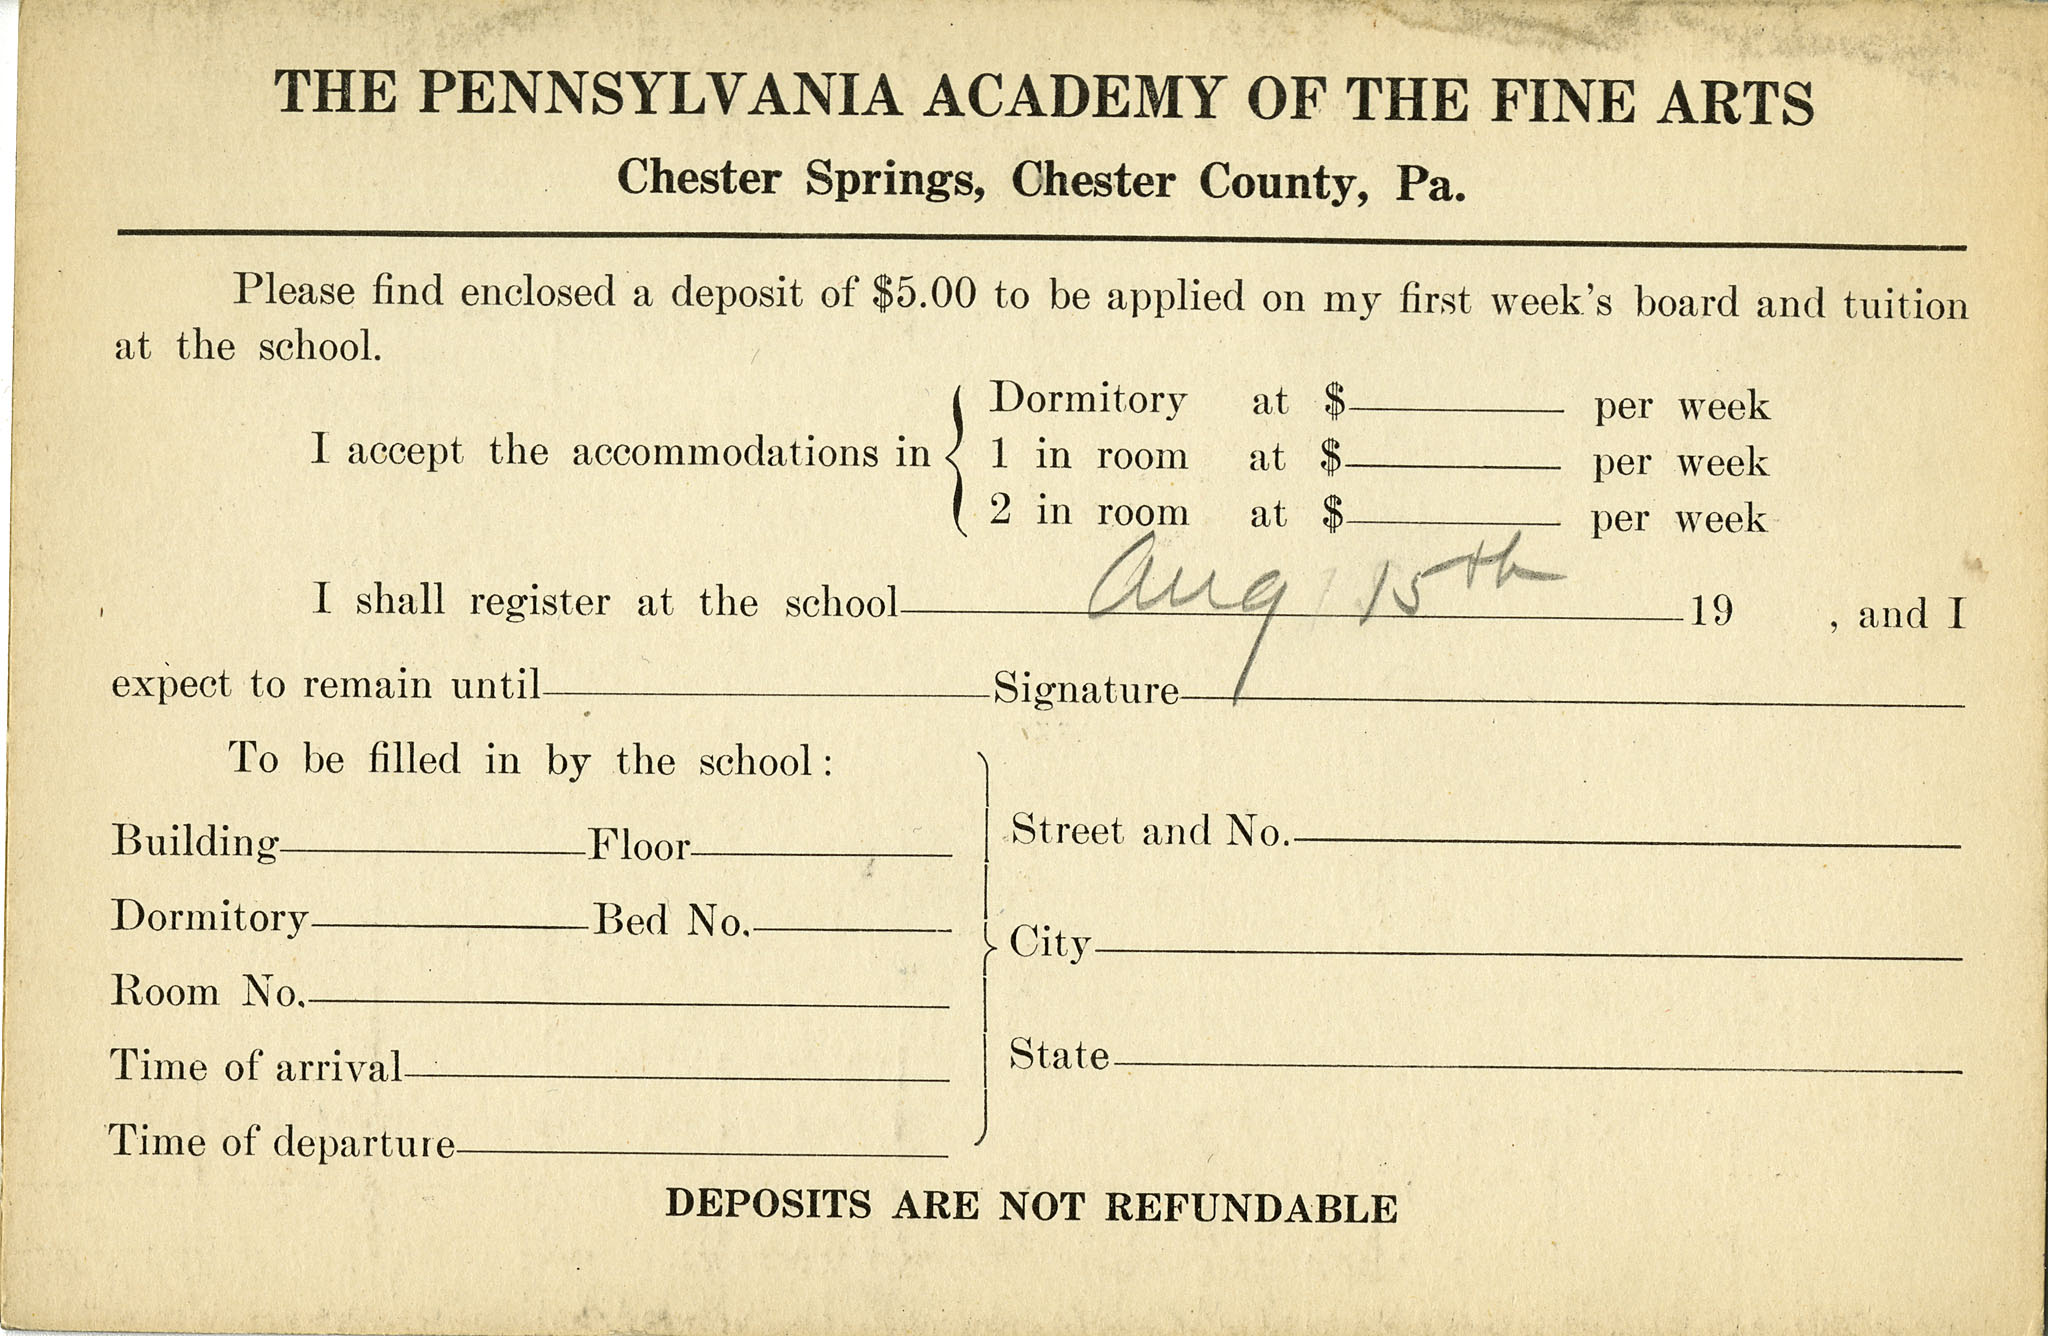 THE PENNSYLVANIA ACADEMY OF THE FINE ARTS
Chester Springs, Chester County, Pa.
Please find enclosed a deposit of $5.00 to be applied on my first week's board and tuition
at the school.
I accept the accommodations in
Dormitory at $ per week
1 in room at $ per week
2 in room at $ per week
I shall register at the school Aug 15th 19 , and I
expect to remain until Signature
To be filled in by the school:
Building Floor
Dormitory Bed No.
Room No.
Time of arrival
Time of departure
Street and No.
City
State
DEPOSITS ARE NOT REFUNDABLE